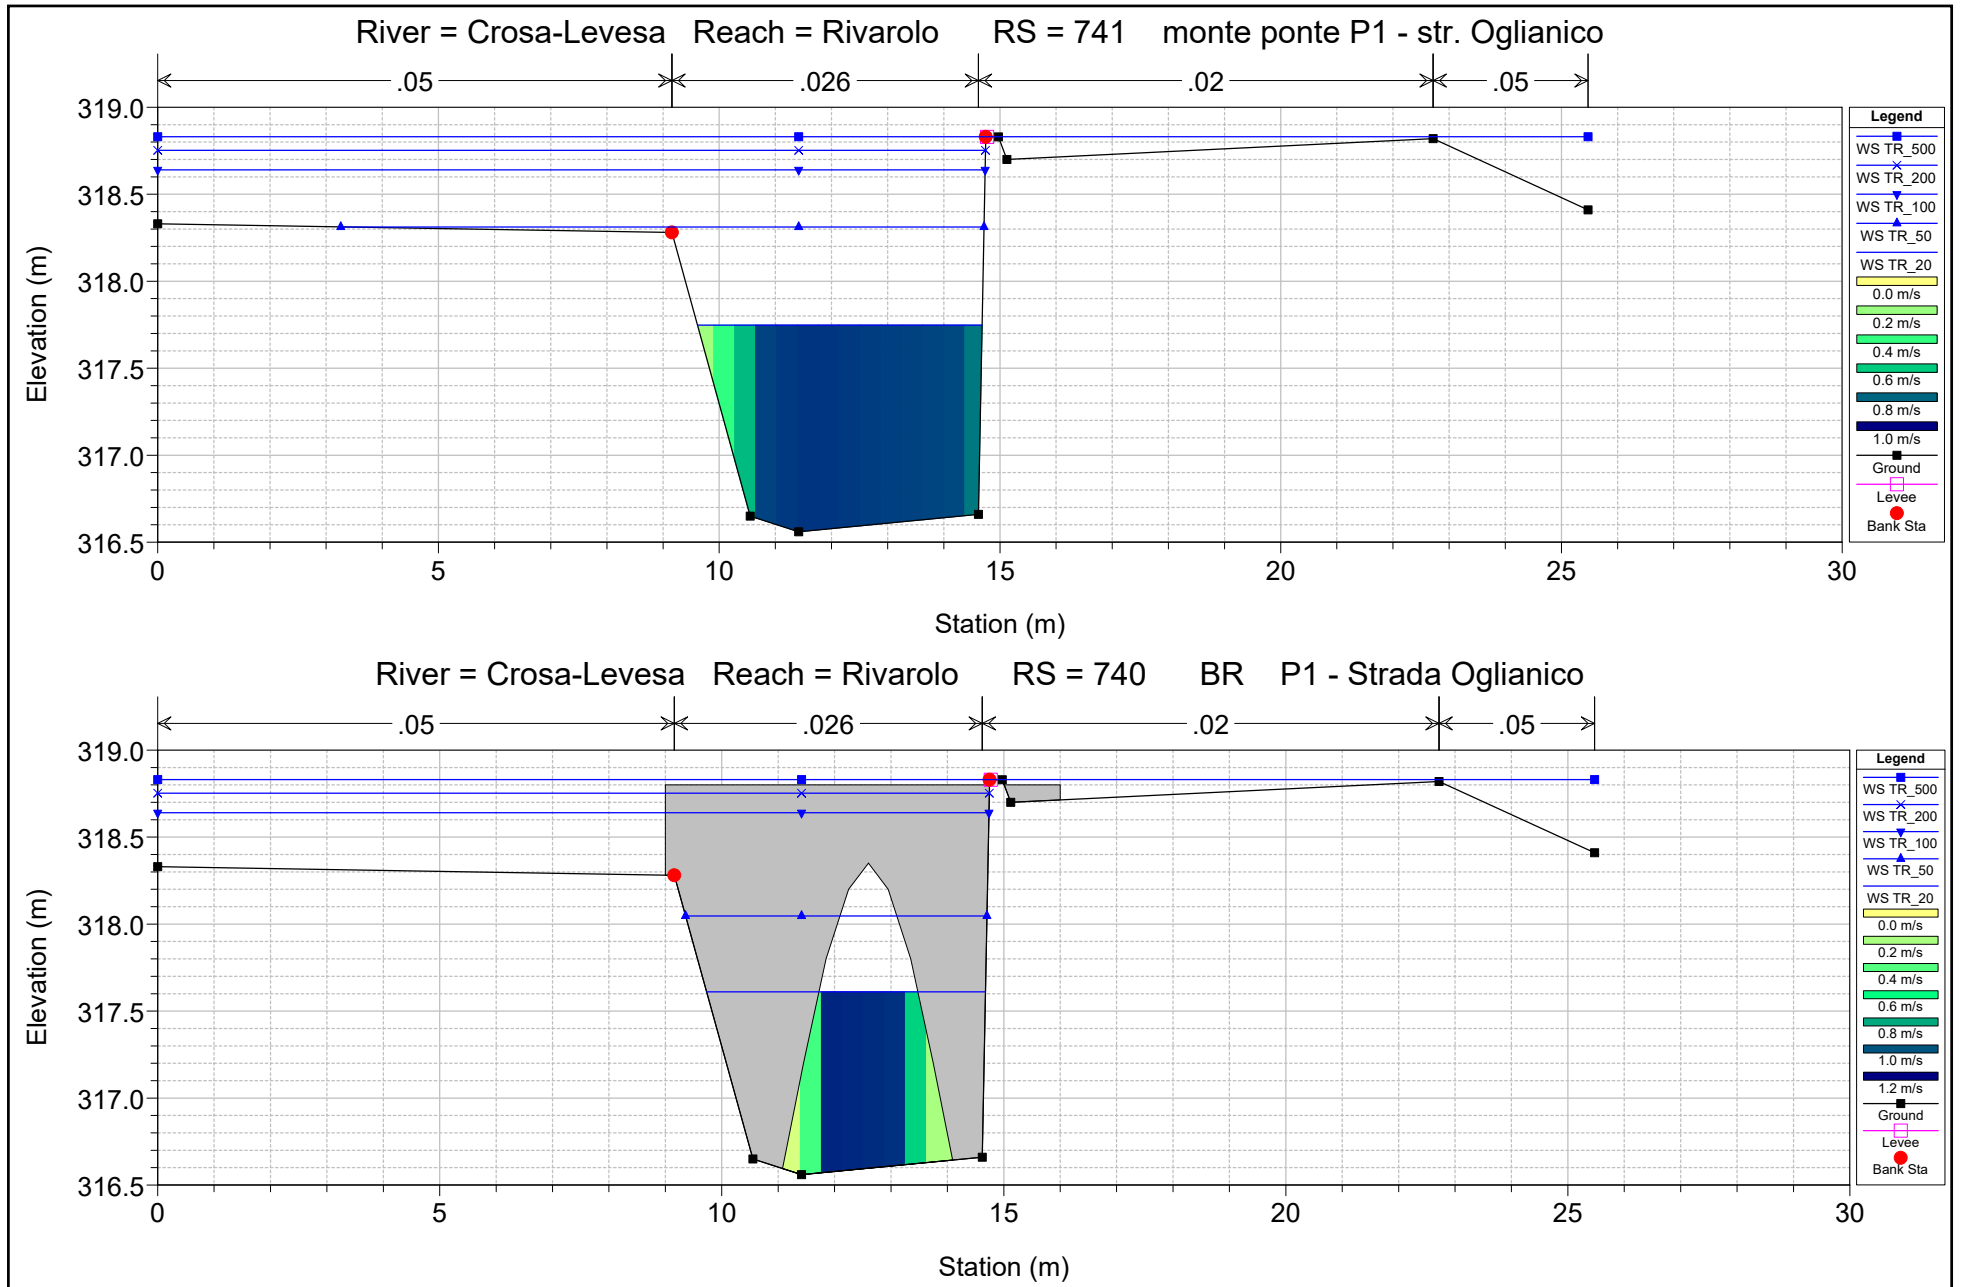 River = Crosa-Levesa Reach = Rivarolo RS = 741 monte ponte P1 - str. Oglianico
.05 .026 .02 .05
319.0
318.5
318.0
317.5
317.0
316.5
Elevation (m)
0 5 10 15 20 25 30
Station (m)
Legend
WS TR_500
WS TR_200
WS TR_100
WS TR_50
WS TR_20
0.0 m/s
0.2 m/s
0.4 m/s
0.6 m/s
0.8 m/s
1.0 m/s
Ground
Levee
Bank Sta
River = Crosa-Levesa Reach = Rivarolo RS = 740 BR P1 - Strada Oglianico
.05 .026 .02 .05
319.0
318.5
318.0
317.5
317.0
316.5
Elevation (m)
0 5 10 15 20 25 30
Station (m)
Legend
WS TR_500
WS TR_200
WS TR_100
WS TR_50
WS TR_20
0.0 m/s
0.2 m/s
0.4 m/s
0.6 m/s
0.8 m/s
1.0 m/s
1.2 m/s
Ground
Levee
Bank Sta